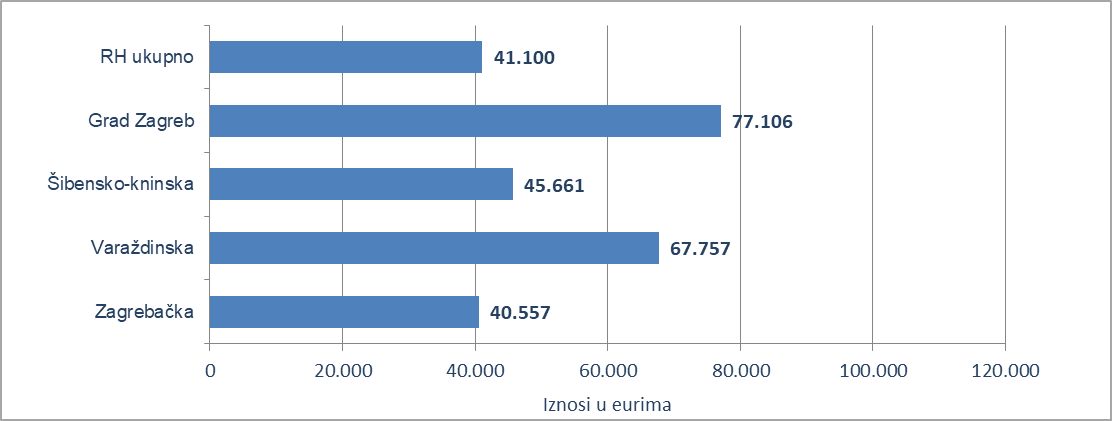 RH ukupno 41.100
Grad Zagreb 77.106
Šibensko-kninska 45.661
Varaždinska 67.757
Zagrebačka 40.557
0 20.000 40.000 60.000 80.000 100.000 120.000
Iznosi u eurima